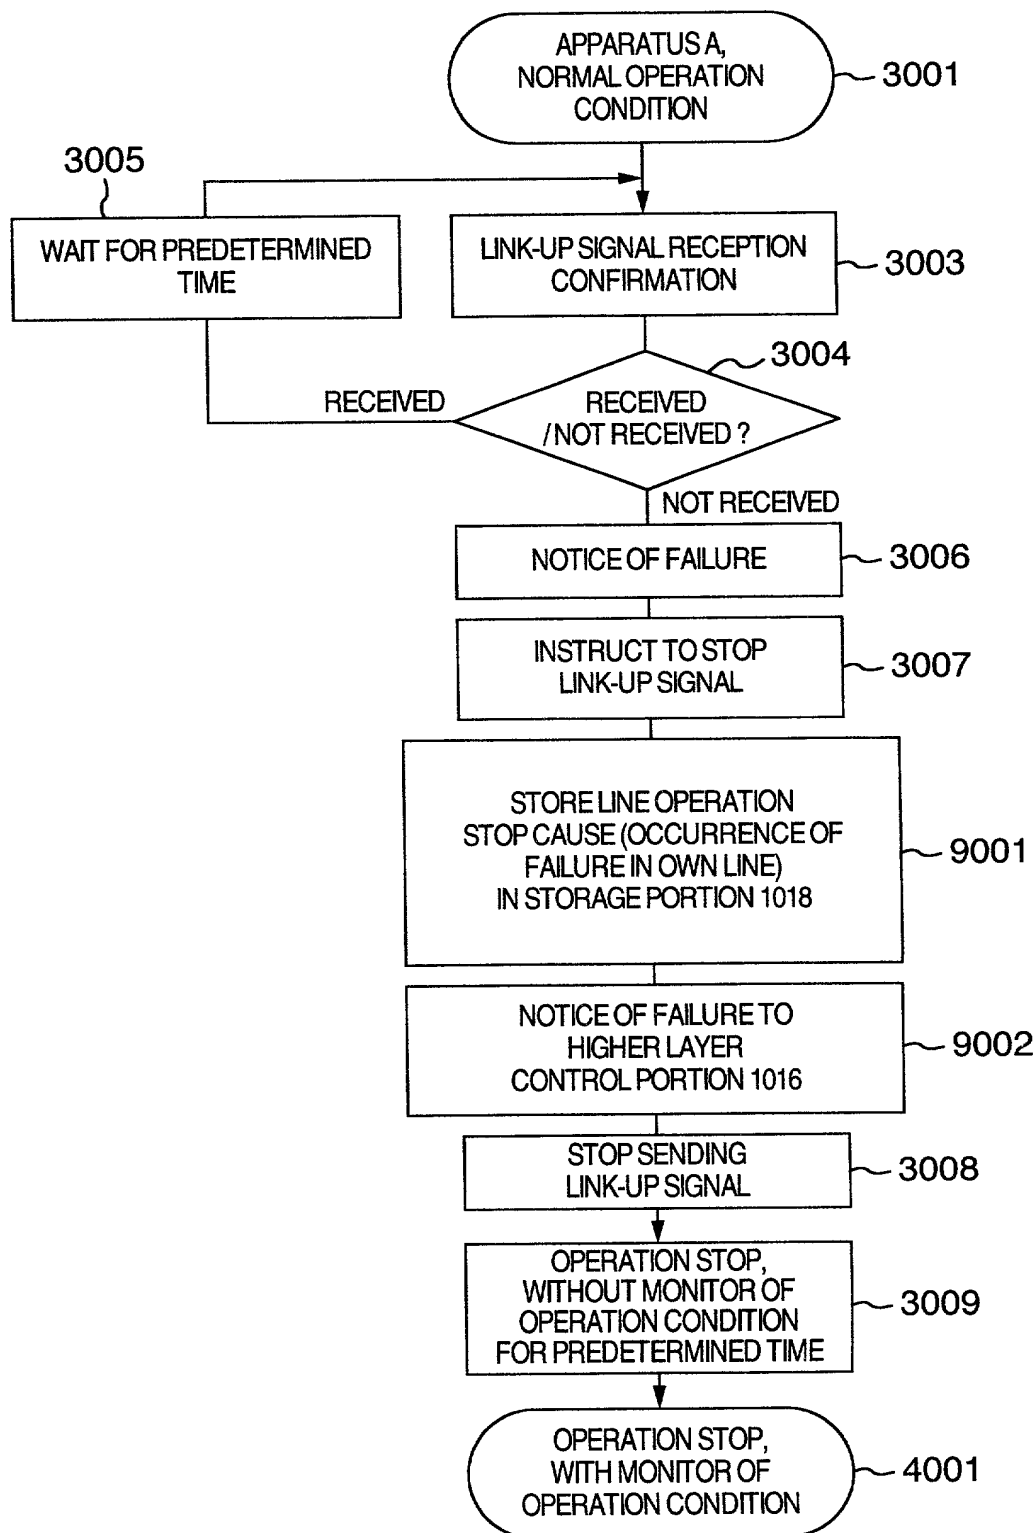 APPARATUS A,
NORMAL OPERATION
CONDITION
3001
3005
WAIT FOR PREDETERMINED
TIME
LINK-UP SIGNAL RECEPTION
CONFIRMATION
3003
3004
RECEIVED
RECEIVED
/NOT RECEIVED ?
NOT RECEIVED
NOTICE OF FAILURE
3006
INSTRUCT TO STOP
LINK-UP SIGNAL
3007
STORE LINE OPERATION
STOP CAUSE (OCCURRENCE OF
FAILURE IN OWN LINE)
IN STORAGE PORTION 1018
9001
NOTICE OF FAILURE TO
HIGHER LAYER
CONTROL PORTION 1016
9002
STOP SENDING
LINK-UP SIGNAL
3008
OPERATION STOP,
WITHOUT MONITOR OF
OPERATION CONDITION
FOR PREDETERMINED TIME
3009
OPERATION STOP,
WITH MONITOR OF
OPERATION CONDITION
4001